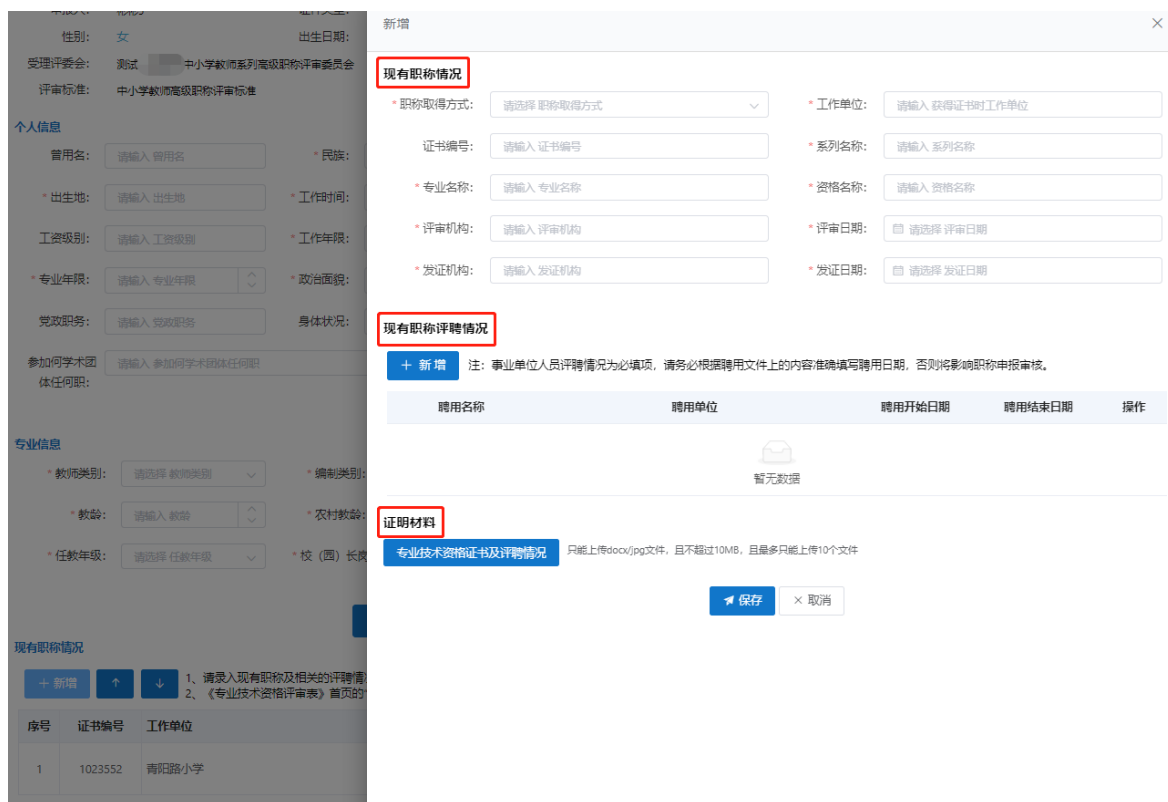 新增
性别： 女 出生日期：
受理评委会： 测试 中小学教师系列高级职称评审委员会
评审标准： 中小学教师高级职称评审标准
个人信息
曾用名： 请输入 曾用名 * 民族：
* 出生地： 请输入 出生地 * 工作时间：
工资级别： 请输入 工资级别 * 工作年限：
* 专业年限： 请输入 专业年限 * 政治面貌：
党政职务： 请输入 党政职务 身体状况：
参加何学术团 请输入 参加何学术团体任何职
体任何职：
专业信息
* 教师类别： 请选择 教师类别 * 编制类别：
* 教龄： 请输入 教龄 * 农村教龄：
* 任教年级： 请选择 任教年级 * 校（园）长岗
现有职称情况
+ 新增 ↑ ↓ 1、请录入现有职称及相关的评聘情
2、《专业技术资格评审表》首页的
序号 证书编号 工作单位
1 1023552 青阳路小学
现有职称情况
* 职称取得方式： 请选择 职称取得方式 * 工作单位： 请输入 获得证书时工作单位
证书编号： 请输入 证书编号 * 系列名称： 请输入 系列名称
* 专业名称： 请输入 专业名称 * 资格名称： 请输入 资格名称
* 评审机构： 请输入 评审机构 * 评审日期： 请选择 评审日期
* 发证机构： 请输入 发证机构 * 发证日期： 请选择 发证日期
现有职称评聘情况
+ 新增 注：事业单位人员评聘情况为必填项，请务必根据聘用文件上的内容准确填写聘用日期，否则将影响职称申报审核。
聘用名称 聘用单位 聘用开始日期 聘用结束日期 操作
暂无数据
证明材料
专业技术资格证书及评聘情况 只能上传docx/jpg文件，且不超过10MB，且最多只能上传10个文件
保存 × 取消